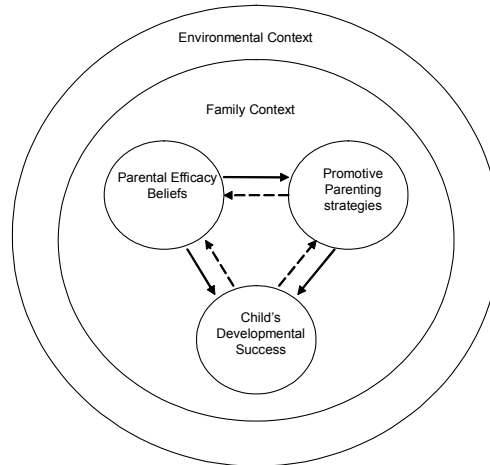 Environmental Context
Family Context
Parental Efficacy
Beliefs
Promotive
Parenting
strategies
Child's
Developmental
Success